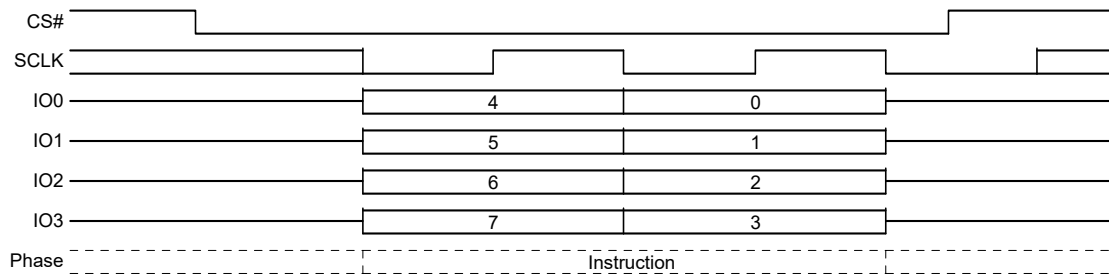 CS#
SCLK
IO0 4 0
IO1 5 1
IO2 6 2
IO3 7 3
Phase Instruction